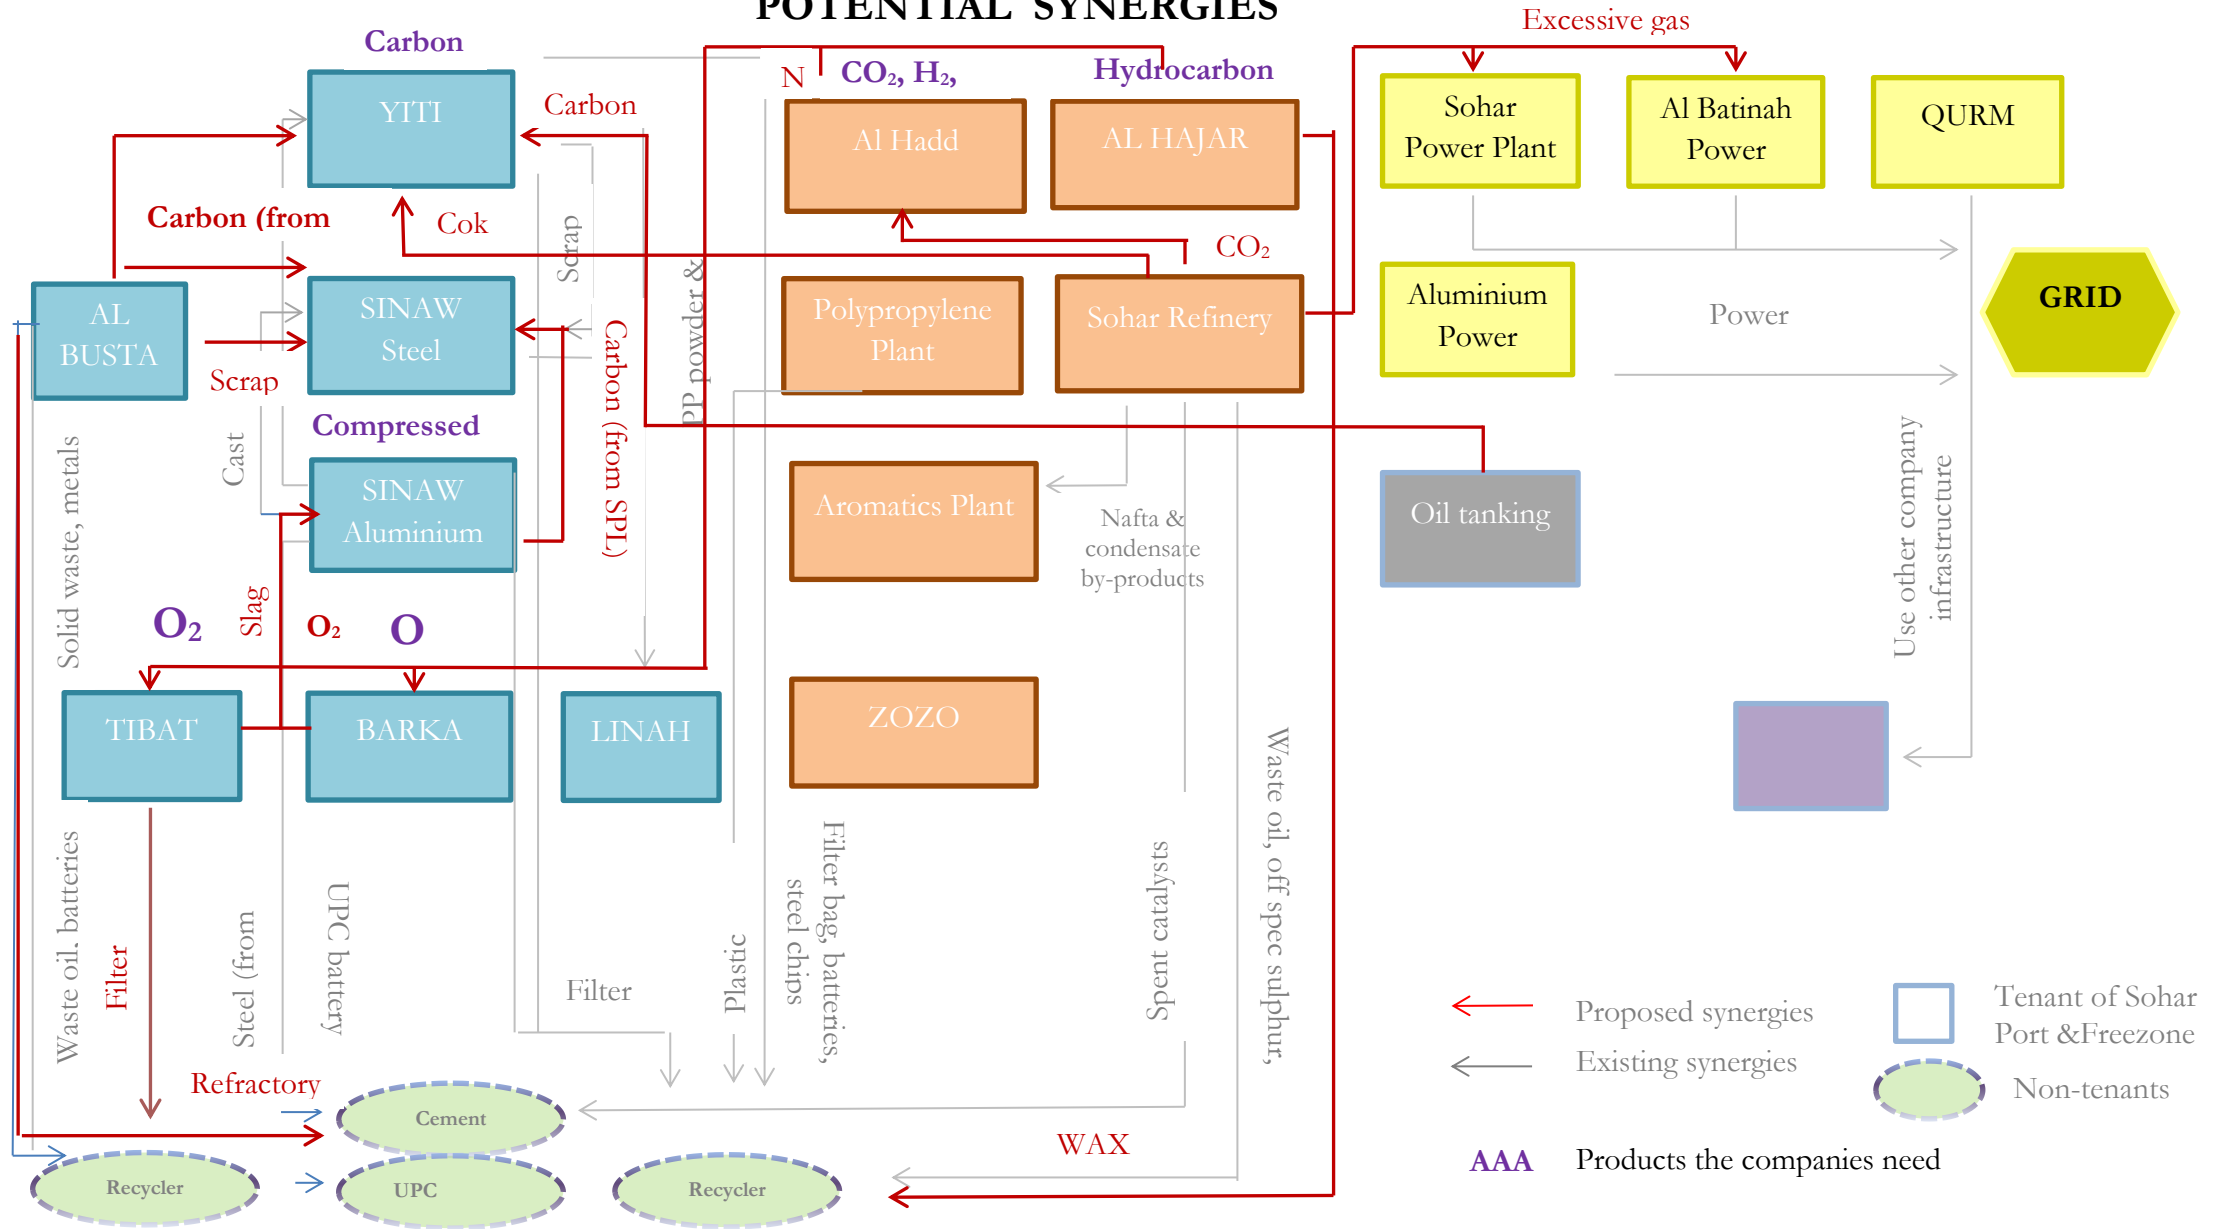 POTENTIAL SYNERGIES
Excessive gas
Carbon
N
CO₂, H₂,
Hydrocarbon
YITI
Carbon
Al Hadd
AL HAJAR
Sohar
Power Plant
Al Batinah
Power
QURM
Carbon (from
Cok
Scrap
CO₂
AL
BUSTA
SINAW
Steel
Scrap
Carbon (from SPL)
PP powder &
Polypropylene
Plant
Sohar Refinery
Aluminium
Power
Power
GRID
Compressed
Cast
Solid waste, metals
SINAW
Aluminium
Aromatics Plant
Nafta &
condensate
by-products
Oil tanking
Use other company
infrastructure
O₂
Slag
O₂
O
TIBAT
BARKA
LINAH
ZOZO
Waste oil, batteries
Filter
Steel (from
UPC battery
Filter
Plastic
Filter bag, batteries,
steel chips
Spent catalysts
Waste oil, off spec sulphur,
Refractory
Cement
WAX
Recycler
UPC
Recycler
Proposed synergies
Existing synergies
Tenant of Sohar
Port &Freezone
Non-tenants
AAA Products the companies need